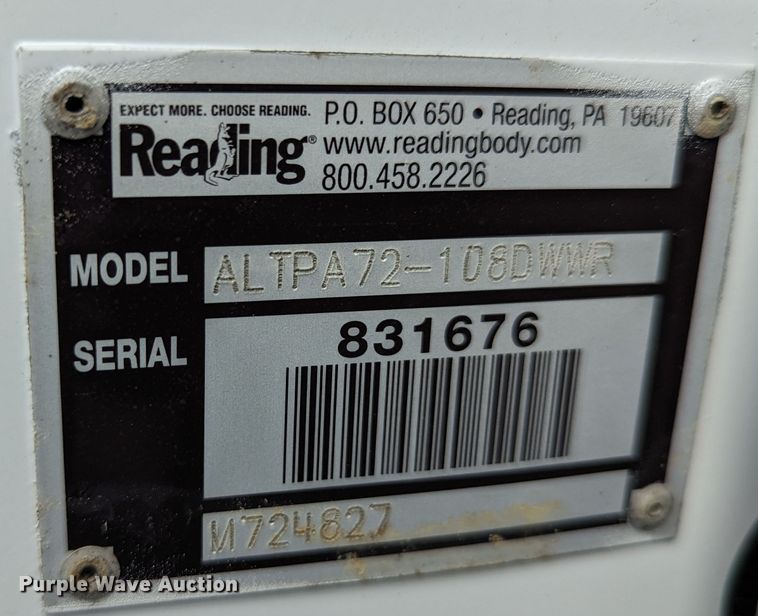 EXPECT MORE. CHOOSE READING.
Reading®
P.O. BOX 650 • Reading, PA 19607
www.readingbody.com
800.458.2226
MODEL ALTPA72-108DWWR
SERIAL 831676
M724827
Purple Wave Auction